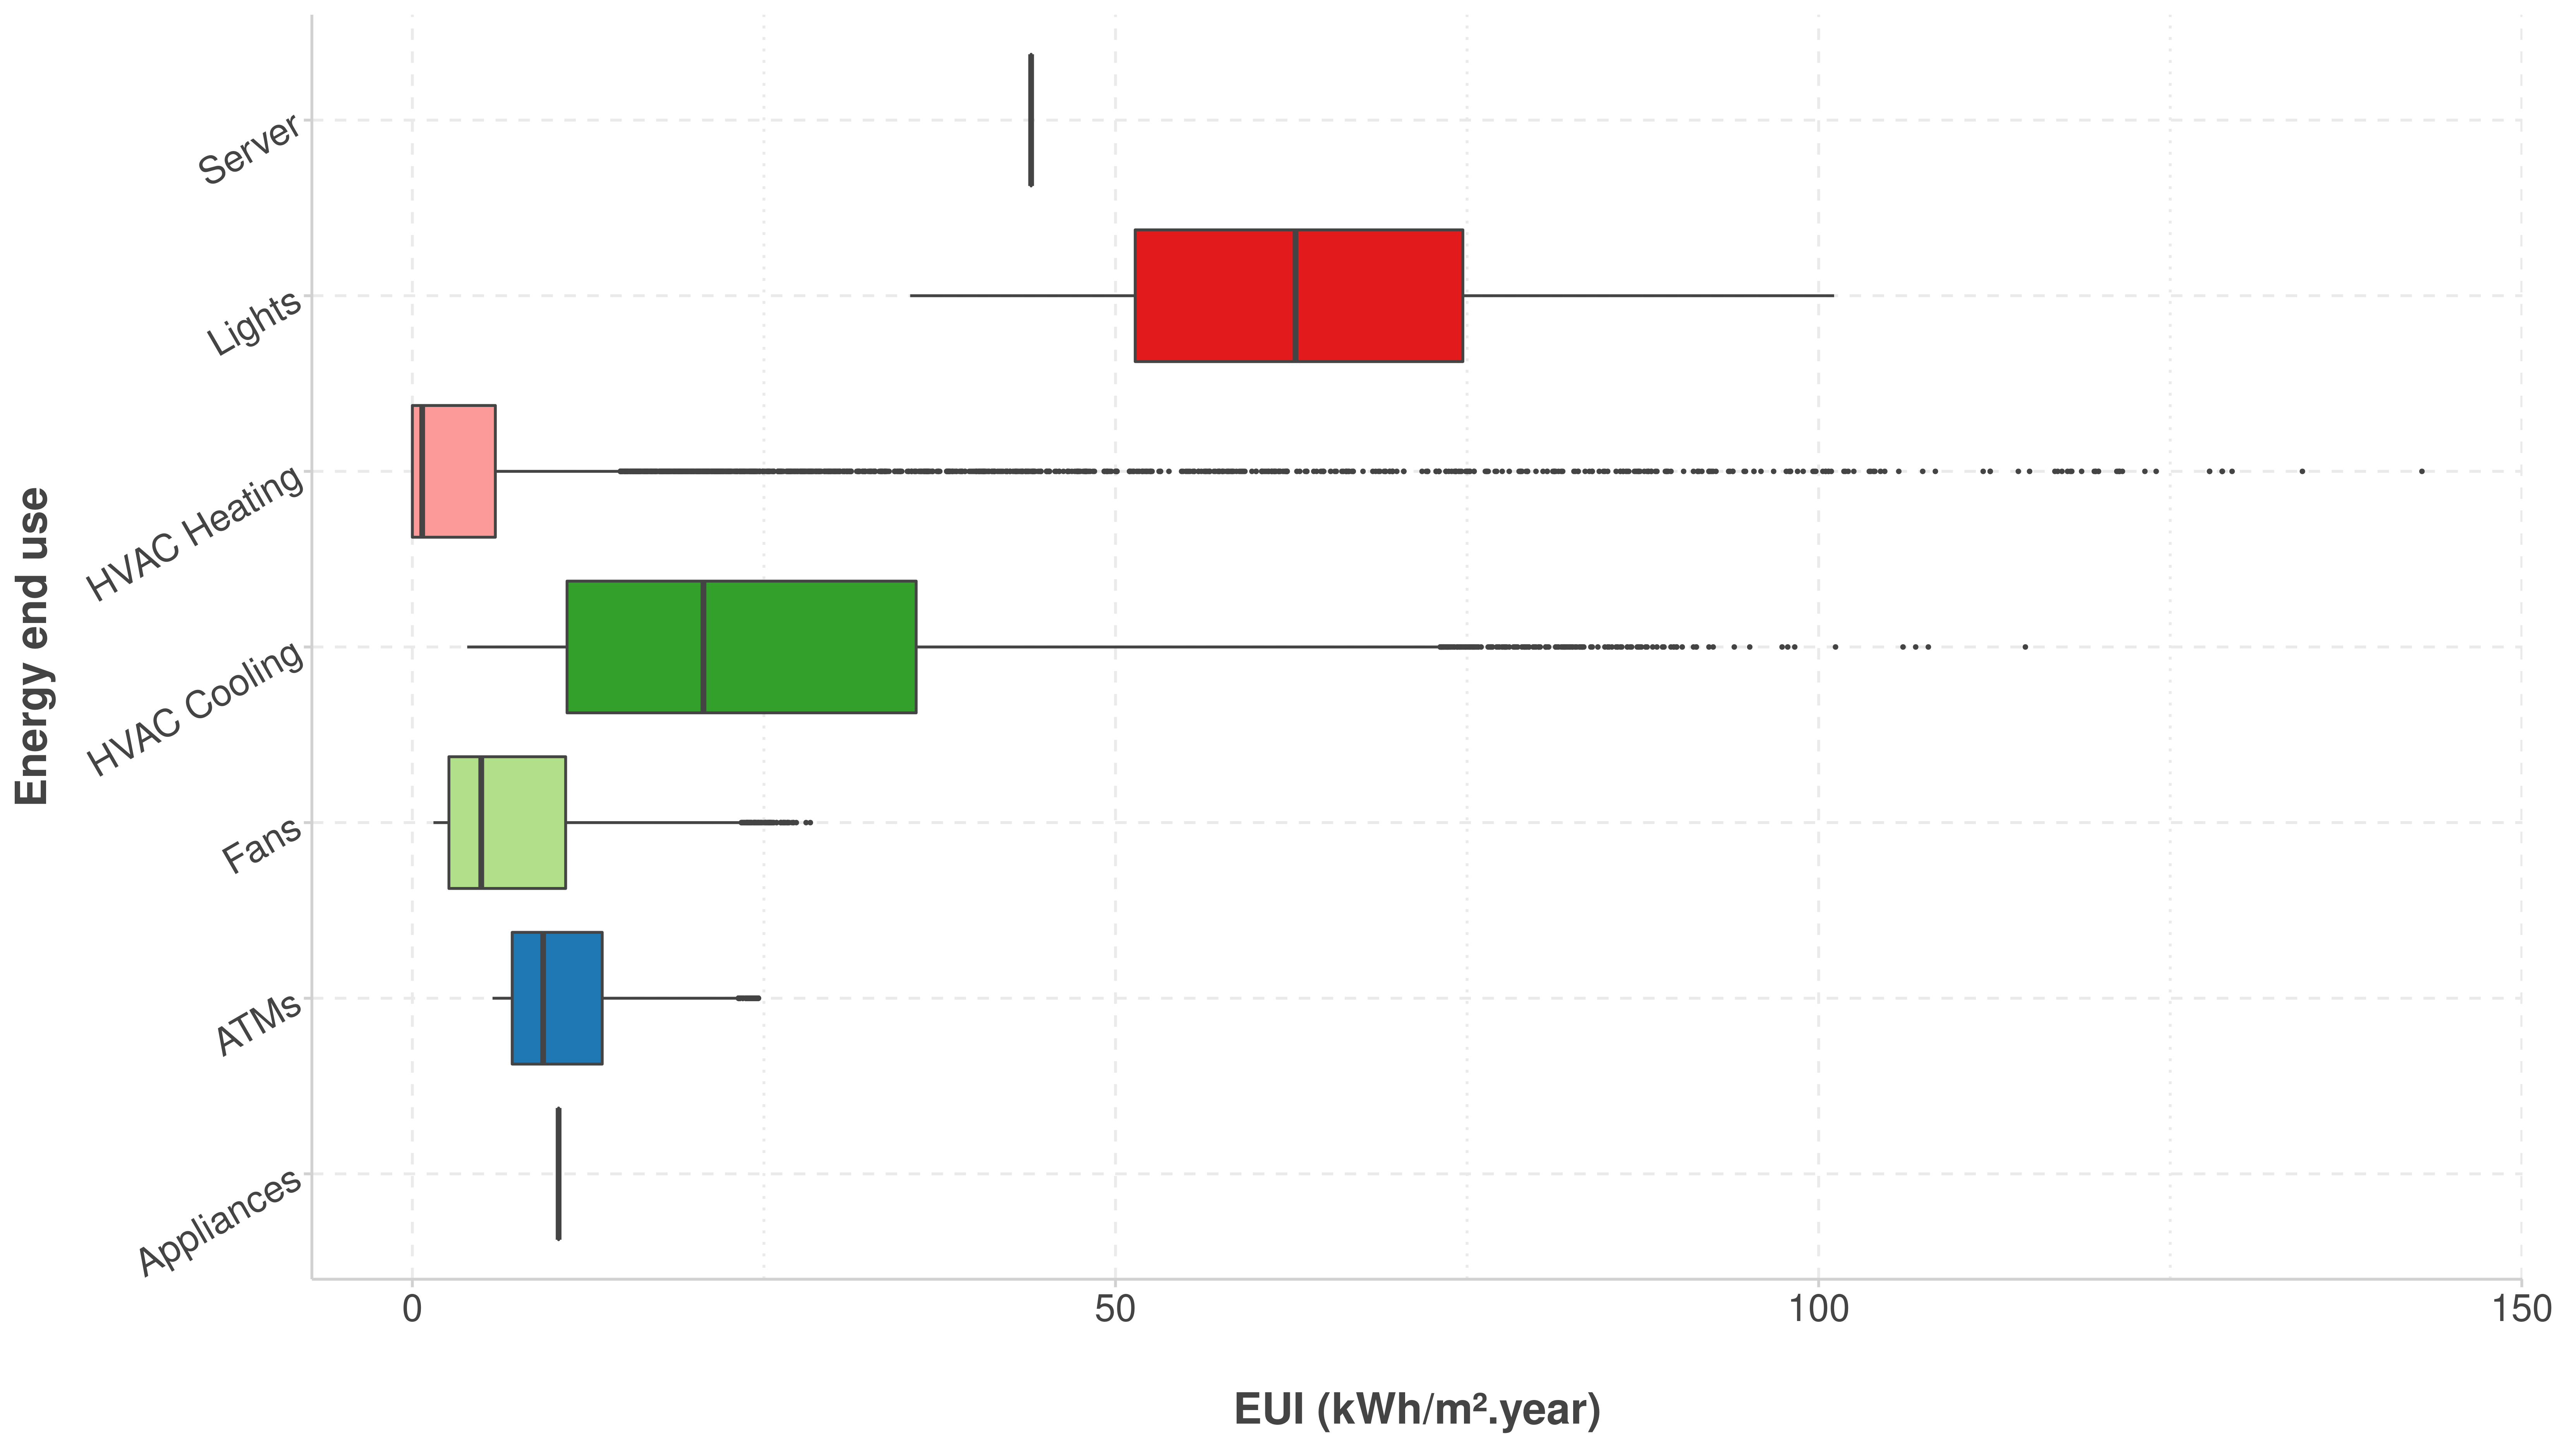 Energy end use
Server
Lights
HVAC Heating
HVAC Cooling
Fans
ATMs
Appliances
0 50 100 150
EUI (kWh/m².year)